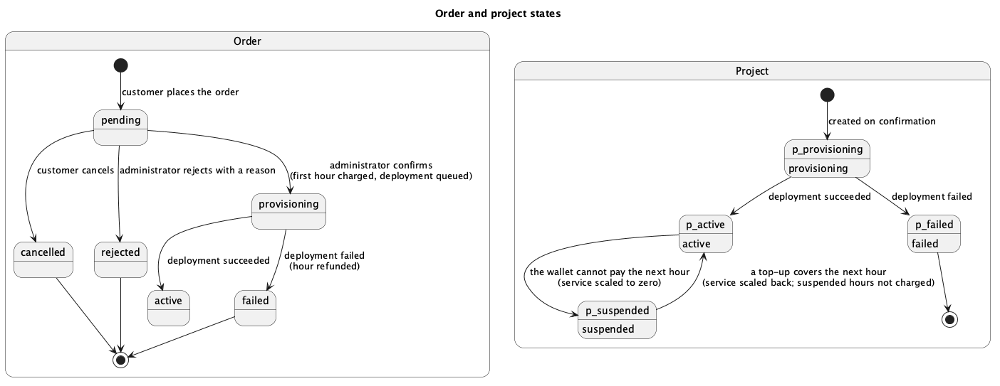 Order and project states
Order
customer places the order
pending
customer cancels
administrator rejects with a reason
administrator confirms
(first hour charged, deployment queued)
provisioning
cancelled
rejected
deployment succeeded
deployment failed
(hour refunded)
active
failed
Project
created on confirmation
p_provisioning
provisioning
deployment succeeded
deployment failed
p_active
active
p_failed
failed
the wallet cannot pay the next hour
(service scaled to zero)
a top-up covers the next hour
(service scaled back; suspended hours not charged)
p_suspended
suspended